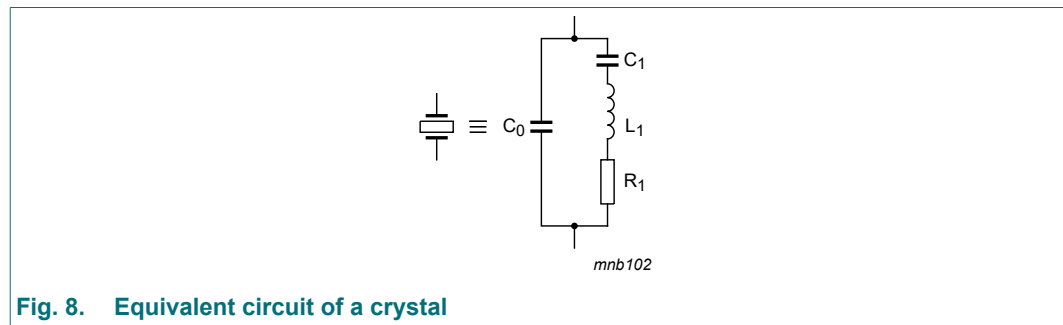 C1
≡ C0
L1
R1
mnb102
Fig. 8. Equivalent circuit of a crystal